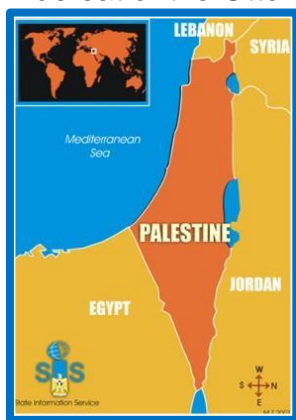 LEBANON
SYRIA
Mediterranean
Sea
PALESTINE
JORDAN
EGYPT
W
S
N
E
SIS
State Information Service